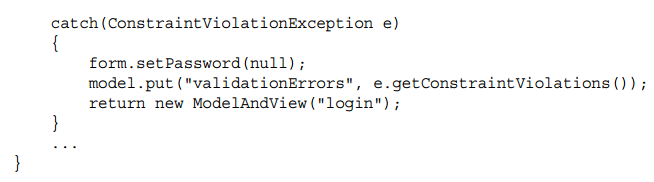 catch(ConstraintViolationException e)
    {
        form.setPassword(null);
        model.put("validationErrors", e.getConstraintViolations());
        return new ModelAndView("login");
    }
    ...
}